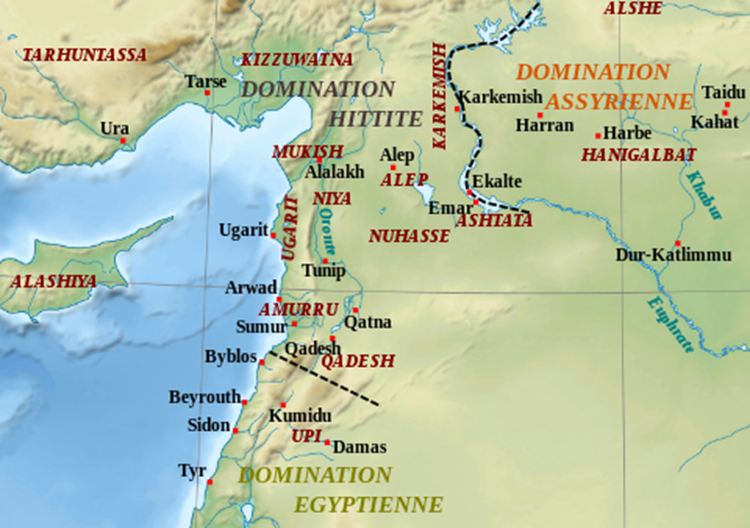 ALSHE
TARHUNTASSA
KIZZUWATNA
DOMINATION
HITTITE
DOMINATION
ASSYRIENNE
Tarse
KARKEMISH
Karkemish
Taidu
Kahat
Harran
Harbe
HANIGALBAT
Ura
MUKISH
Alalakh
Alep
ALEP
Ekalte
Emar
ASHTATA
NIYA
Khabur
UGARIT
Oronte
Ugarit
NUHASSE
Dur-Katlimmu
Tunip
ALASHIYA
Arwad
AMURRU
Sumur
Qatna
Euphrate
Qadesh
QADESH
Byblos
Beyrouth
Kumidu
Sidon
UPI
Damas
Tyr
DOMINATION
EGYPTIENNE